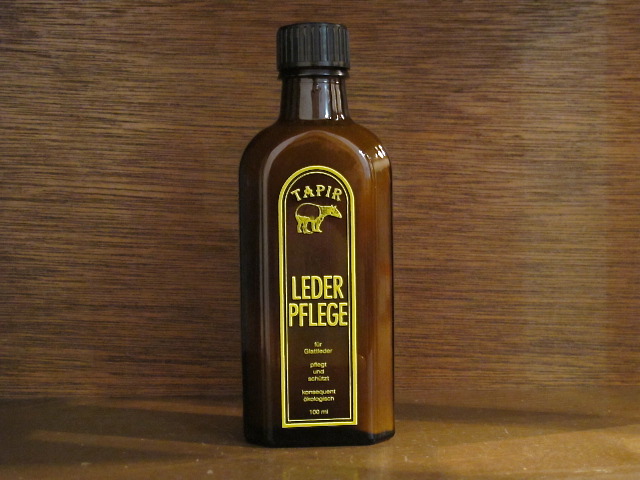 TAPIR
LEDER
PFLEGE
für
Glattleder
pflegt
und
schützt
konsequent
ökologisch
100 ml